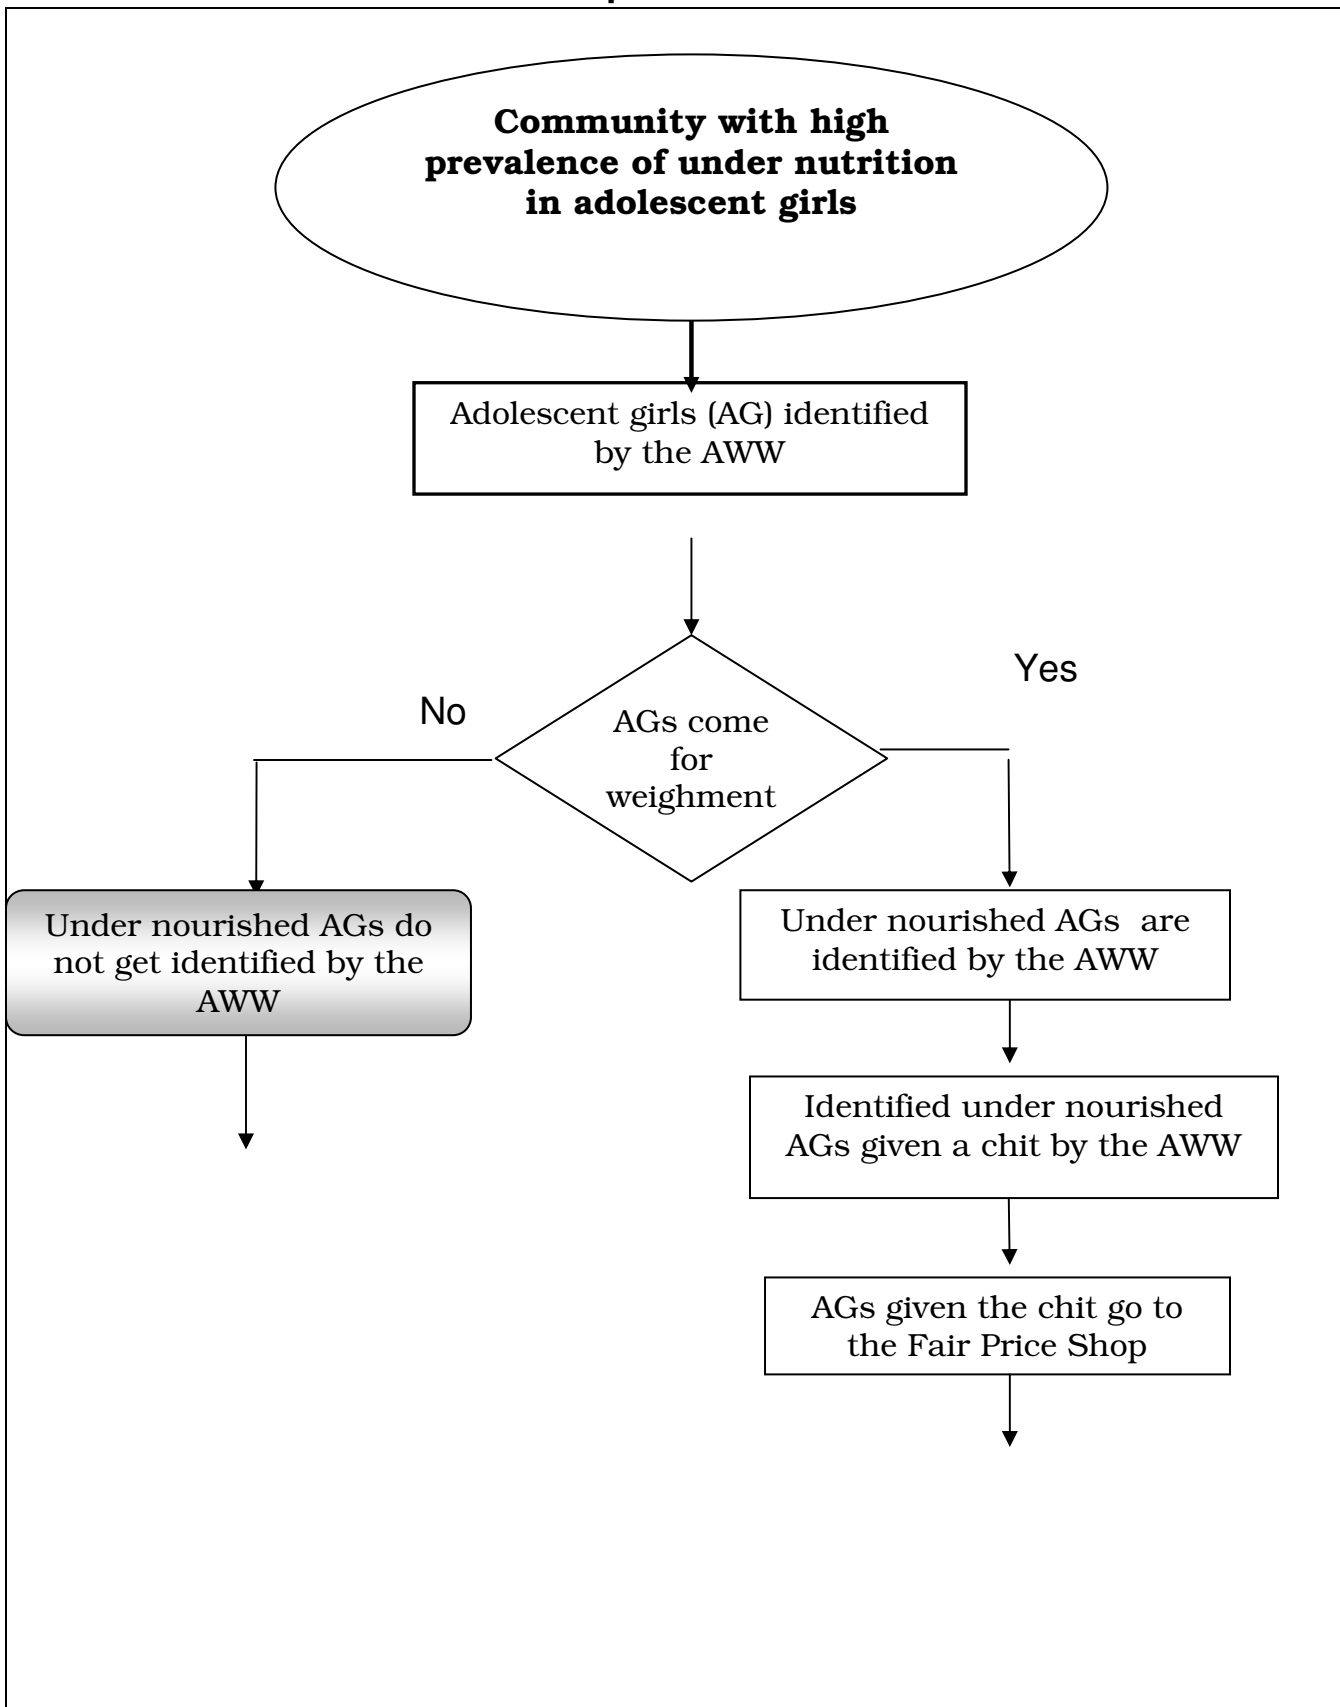 Community with high
prevalence of under nutrition
in adolescent girls
Adolescent girls (AG) identified
by the AWW
Yes
No
AGs come
for
weighment
Under nourished AGs do
not get identified by the
AWW
Under nourished AGs are
identified by the AWW
Identified under nourished
AGs given a chit by the AWW
AGs given the chit go to
the Fair Price Shop